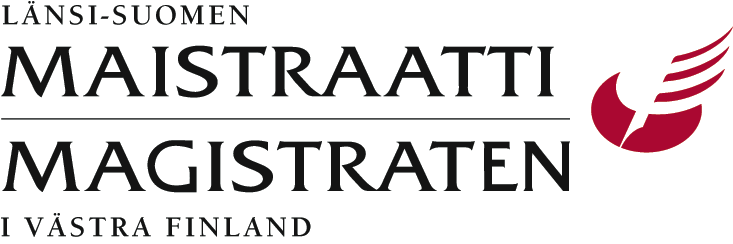 LÄNSI-SUOMEN
MAISTRAATTI
MAGISTRATEN
I VÄSTRA FINLAND